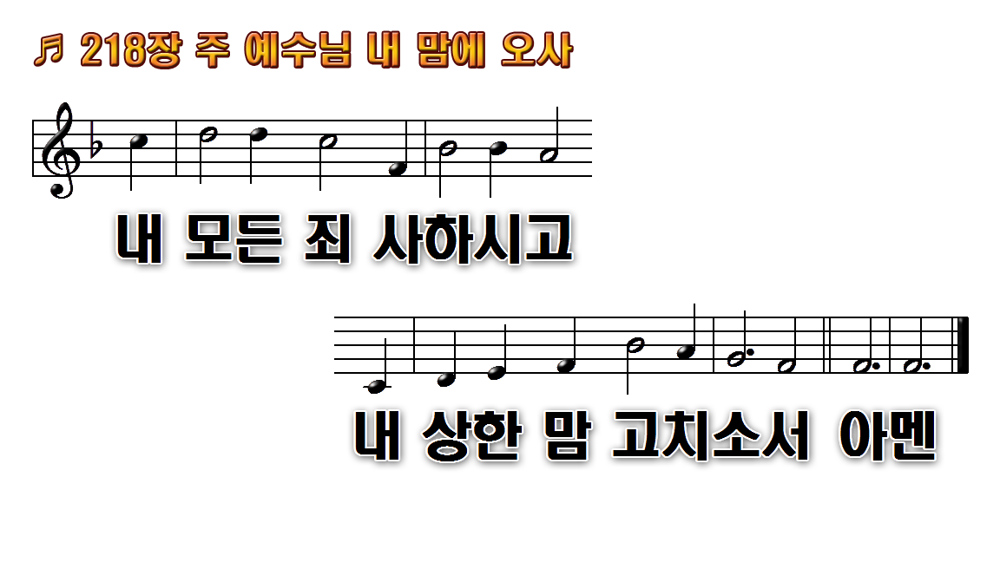 218장 주 예수님 내 맘에 오사
내 모든 죄 사하시고
내 상한 맘 고치소서 아멘